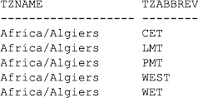 TZNAME TZABBREV
------------------ --------
Africa/Algiers CET
Africa/Algiers LMT
Africa/Algiers PMT
Africa/Algiers WEST
Africa/Algiers WET